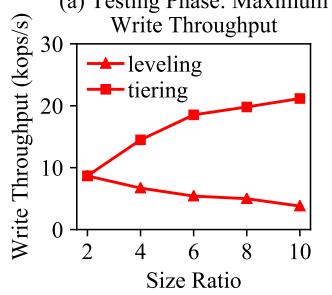 (a) Testing Phase: Maximum
Write Throughput
Write Throughput (kops/s)
30
20
10
0
leveling
tiering
2 4 6 8 10
Size Ratio